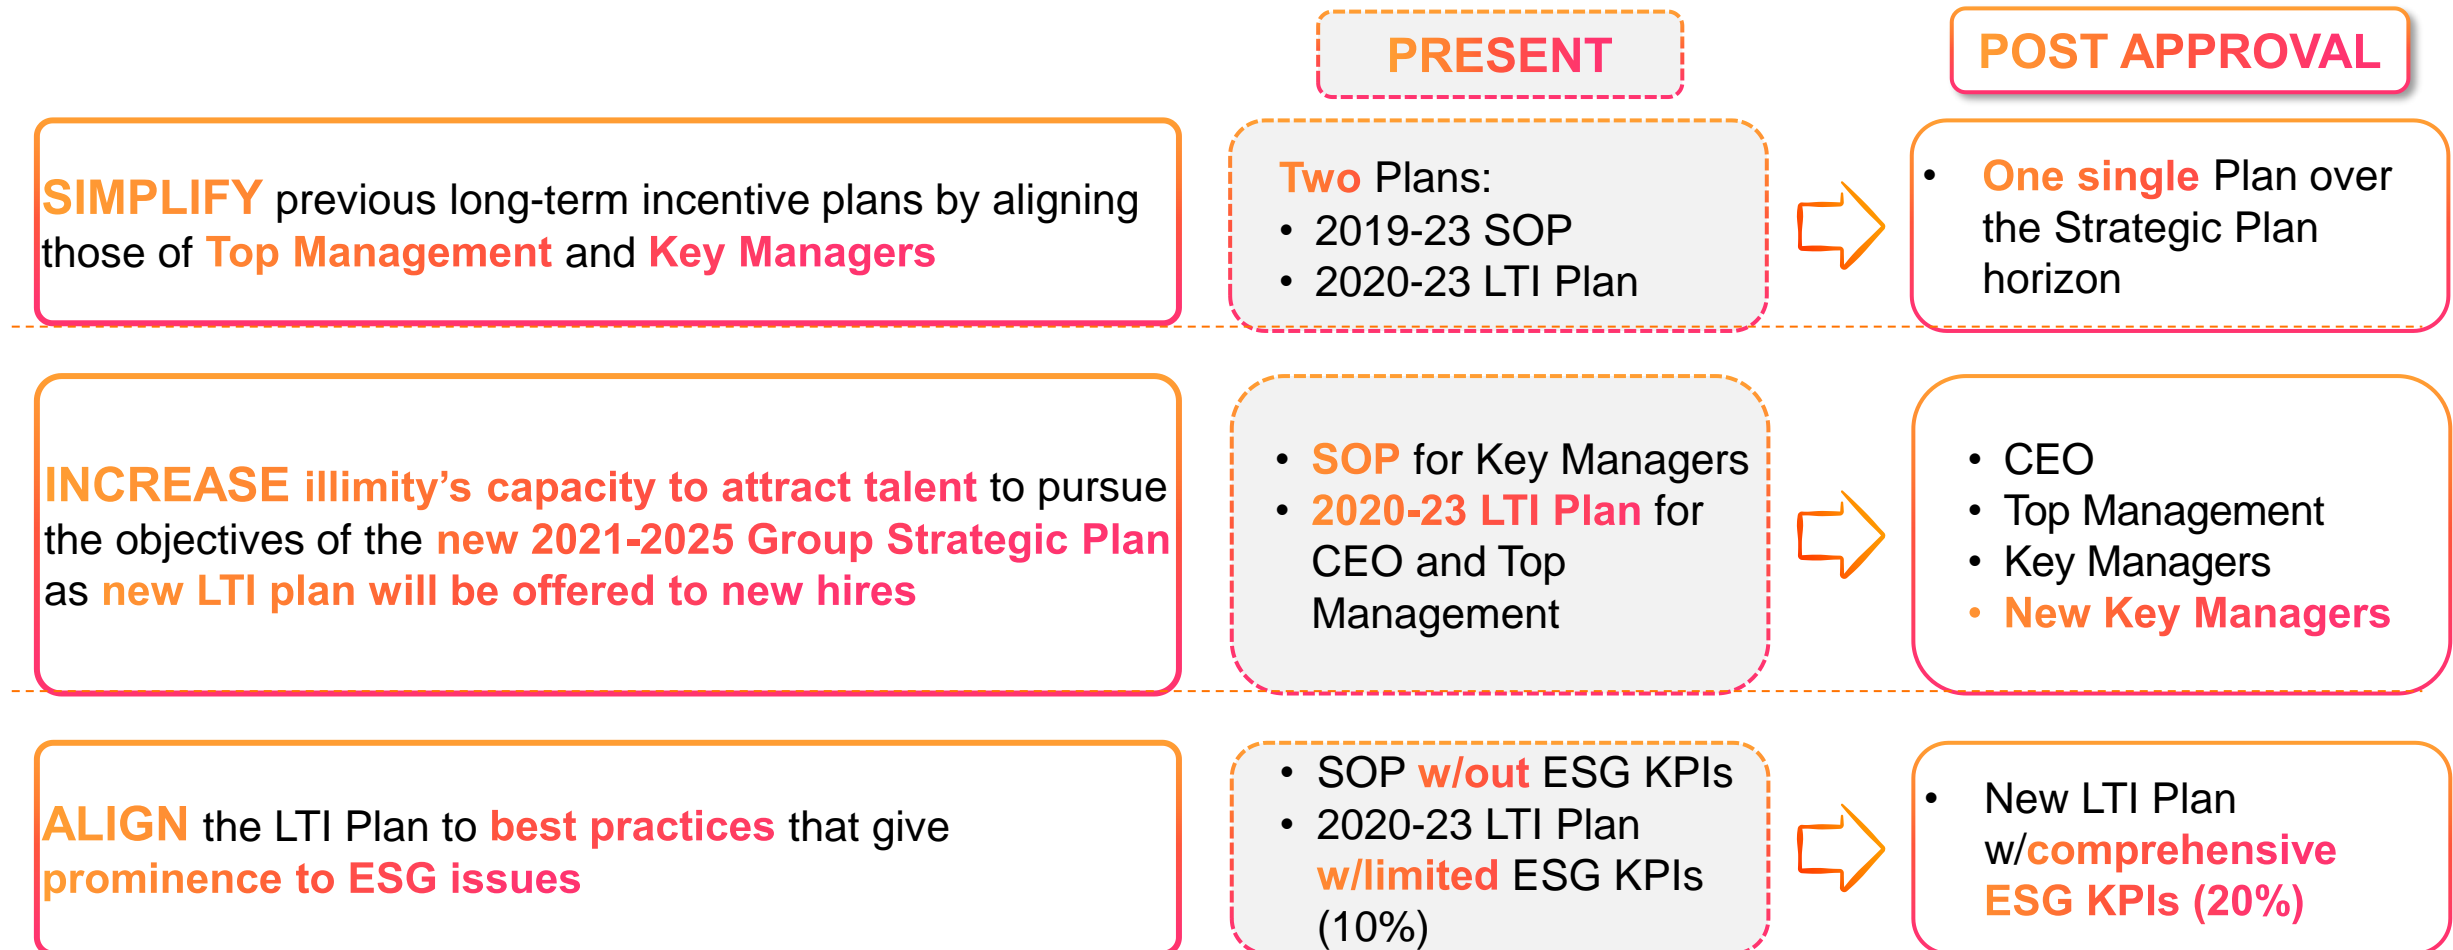 PRESENT
POST APPROVAL
SIMPLIFY previous long-term incentive plans by aligning
those of Top Management and Key Managers
Two Plans:
• 2019-23 SOP
• 2020-23 LTI Plan
• One single Plan over
the Strategic Plan
horizon
INCREASE illimity’s capacity to attract talent to pursue
the objectives of the new 2021-2025 Group Strategic Plan
as new LTI plan will be offered to new hires
• SOP for Key Managers
• 2020-23 LTI Plan for
CEO and Top
Management
• CEO
• Top Management
• Key Managers
• New Key Managers
ALIGN the LTI Plan to best practices that give
prominence to ESG issues
• SOP w/out ESG KPIs
• 2020-23 LTI Plan
w/limited ESG KPIs
(10%)
• New LTI Plan
w/comprehensive
ESG KPIs (20%)